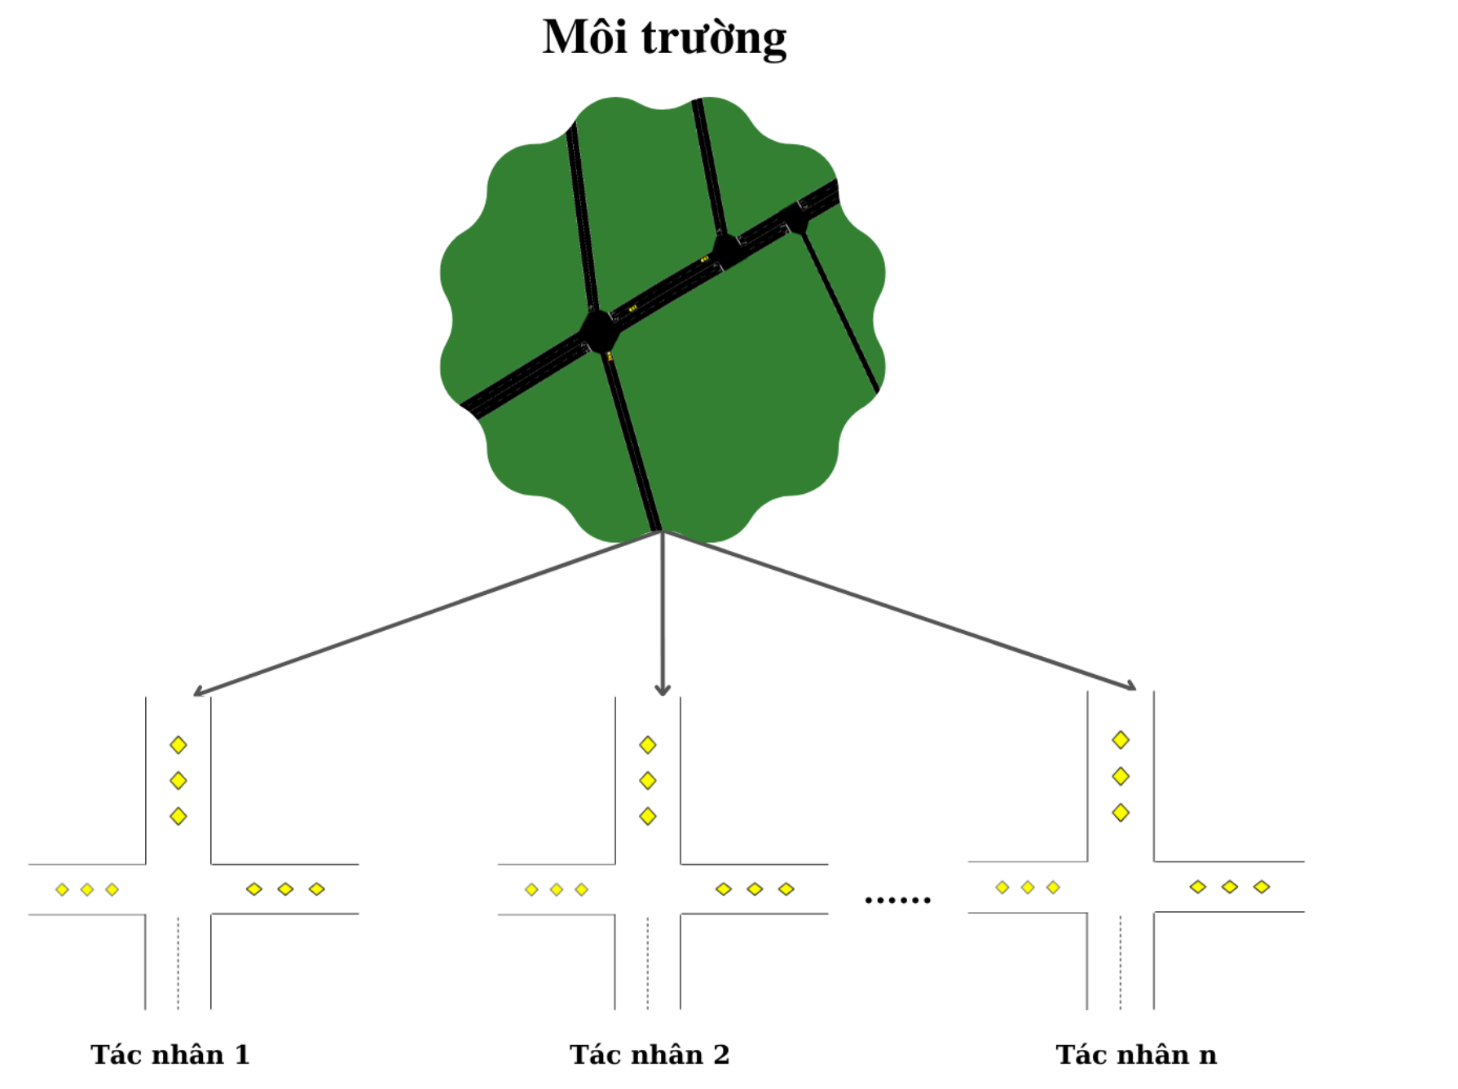 Môi trường
......
Tác nhân 1
Tác nhân 2
Tác nhân n